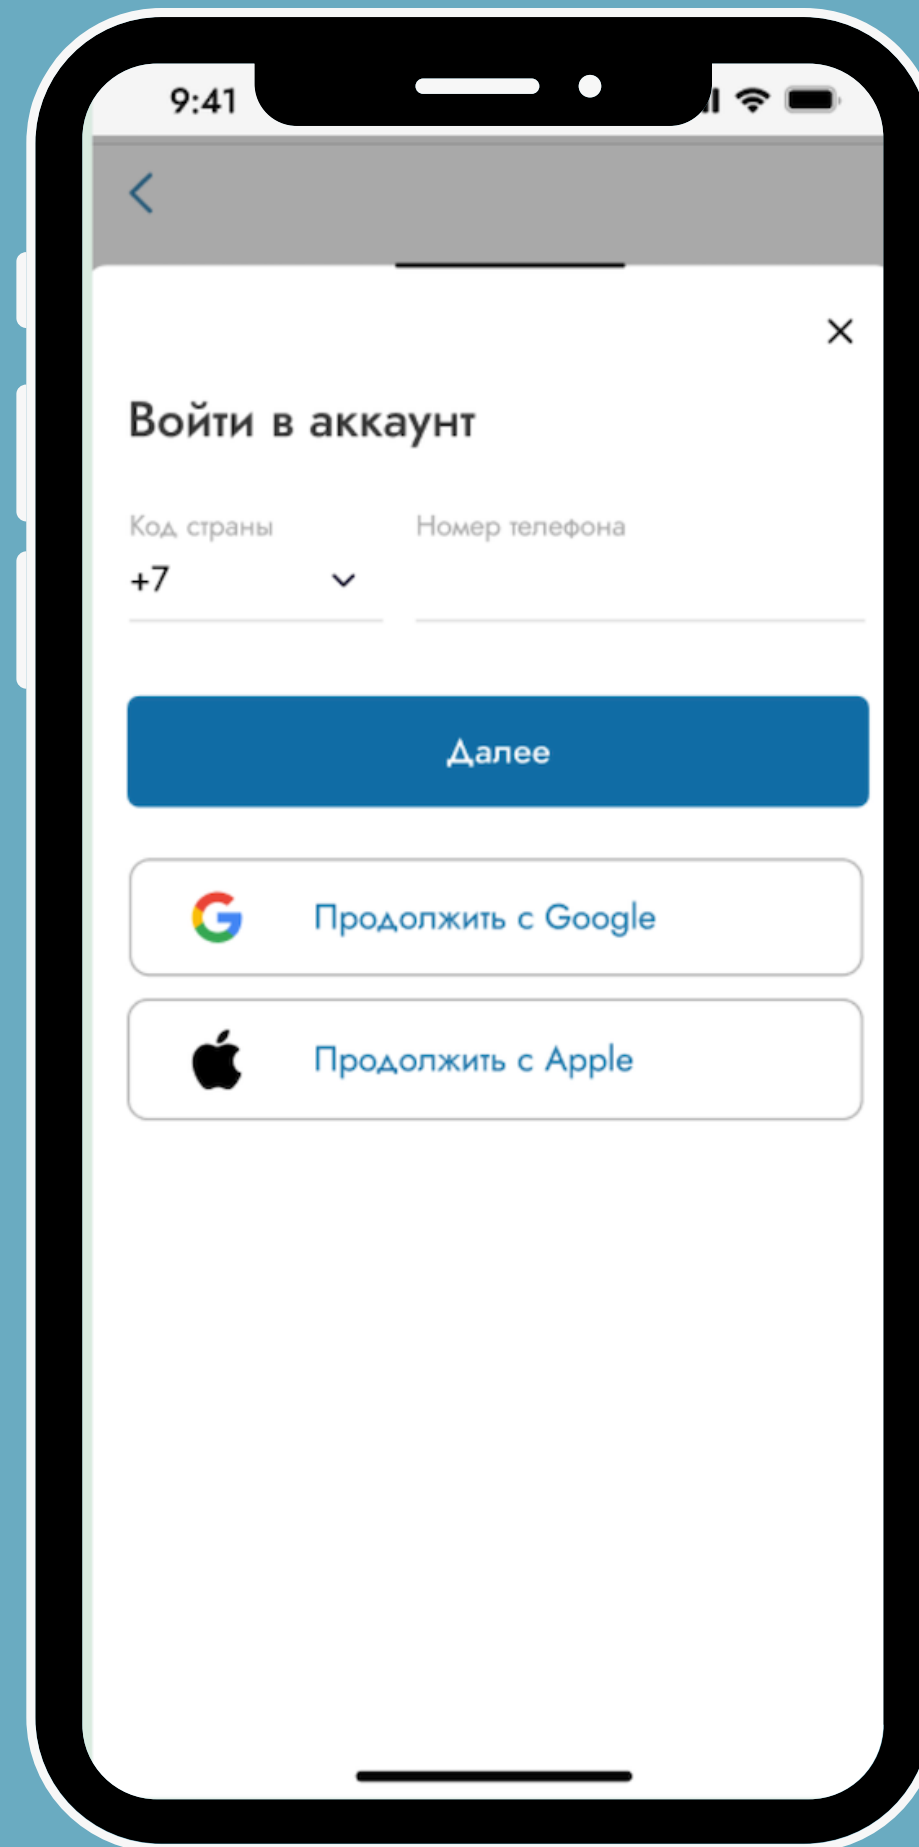 9:41
Войти в аккаунт
Код страны Номер телефона
+7
Далее
Продолжить с Google
Продолжить с Apple